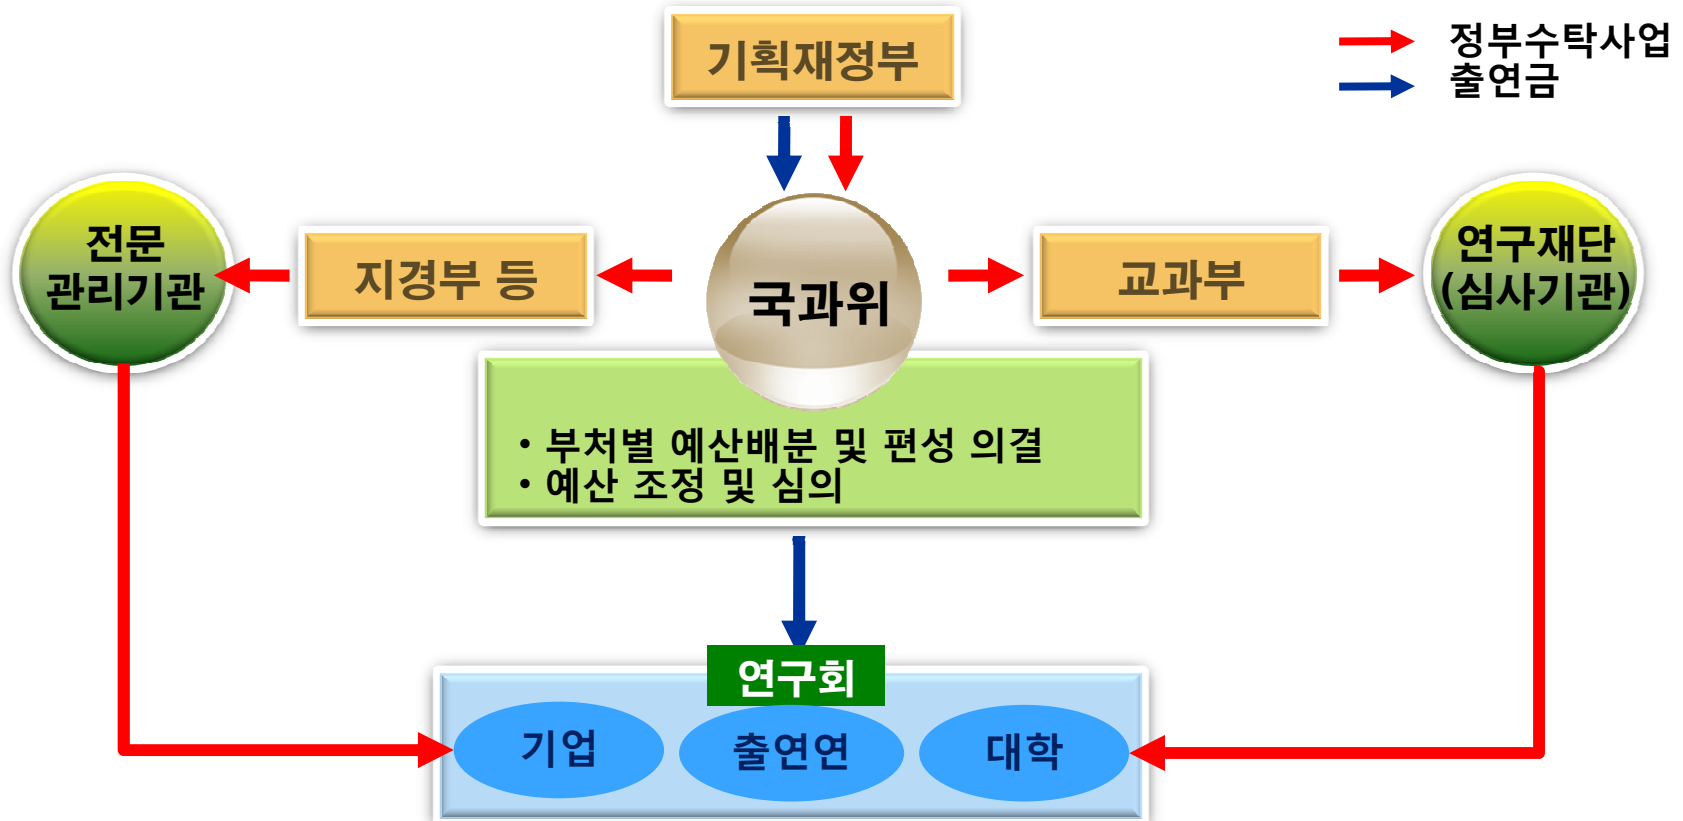 기획재정부
정부수탁사업
출연금
전문
관리기관
지경부 등
국과위
교과부
연구재단
(심사기관)
• 부처별 예산배분 및 편성 의결
• 예산 조정 및 심의
연구회
기업
출연연
대학